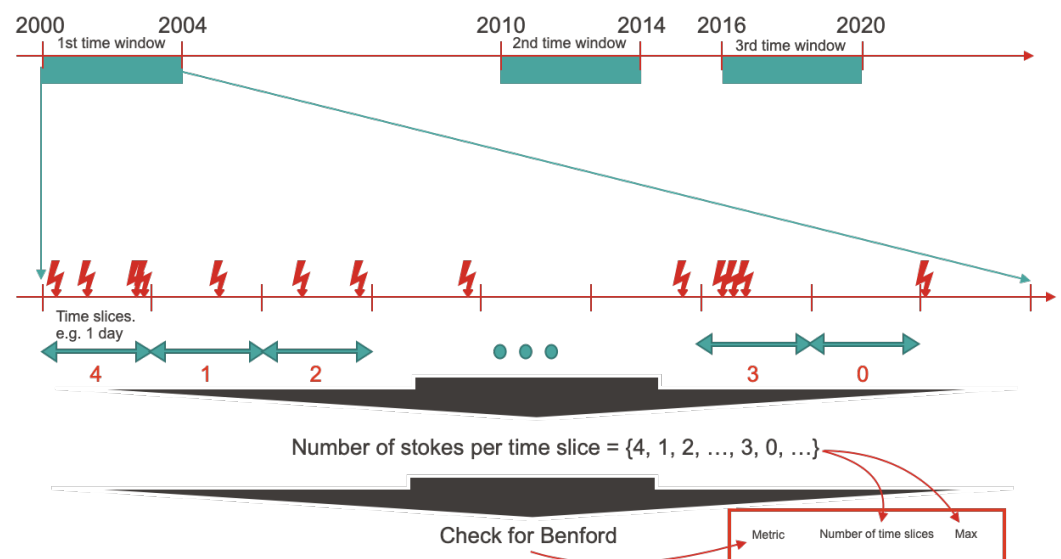 2000 2004 2010 2014 2016 2020
1st time window 2nd time window 3rd time window
Time slices.
e.g. 1 day
4 1 2 3 0
Number of stokes per time slice = {4, 1, 2, …, 3, 0, …}
Check for Benford
Metric Number of time slices Max